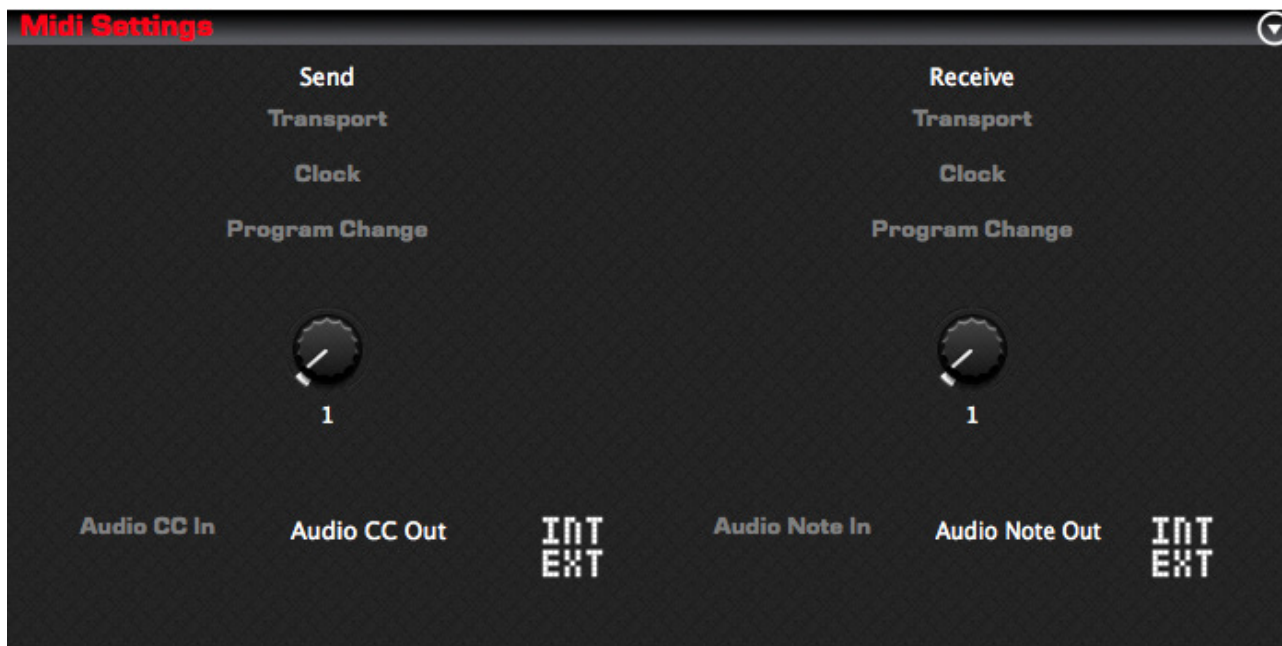 Midi Settings
Send Receive
Transport Transport
Clock Clock
Program Change Program Change
1 1
Audio CC In Audio CC Out INT EXT Audio Note In Audio Note Out INT EXT